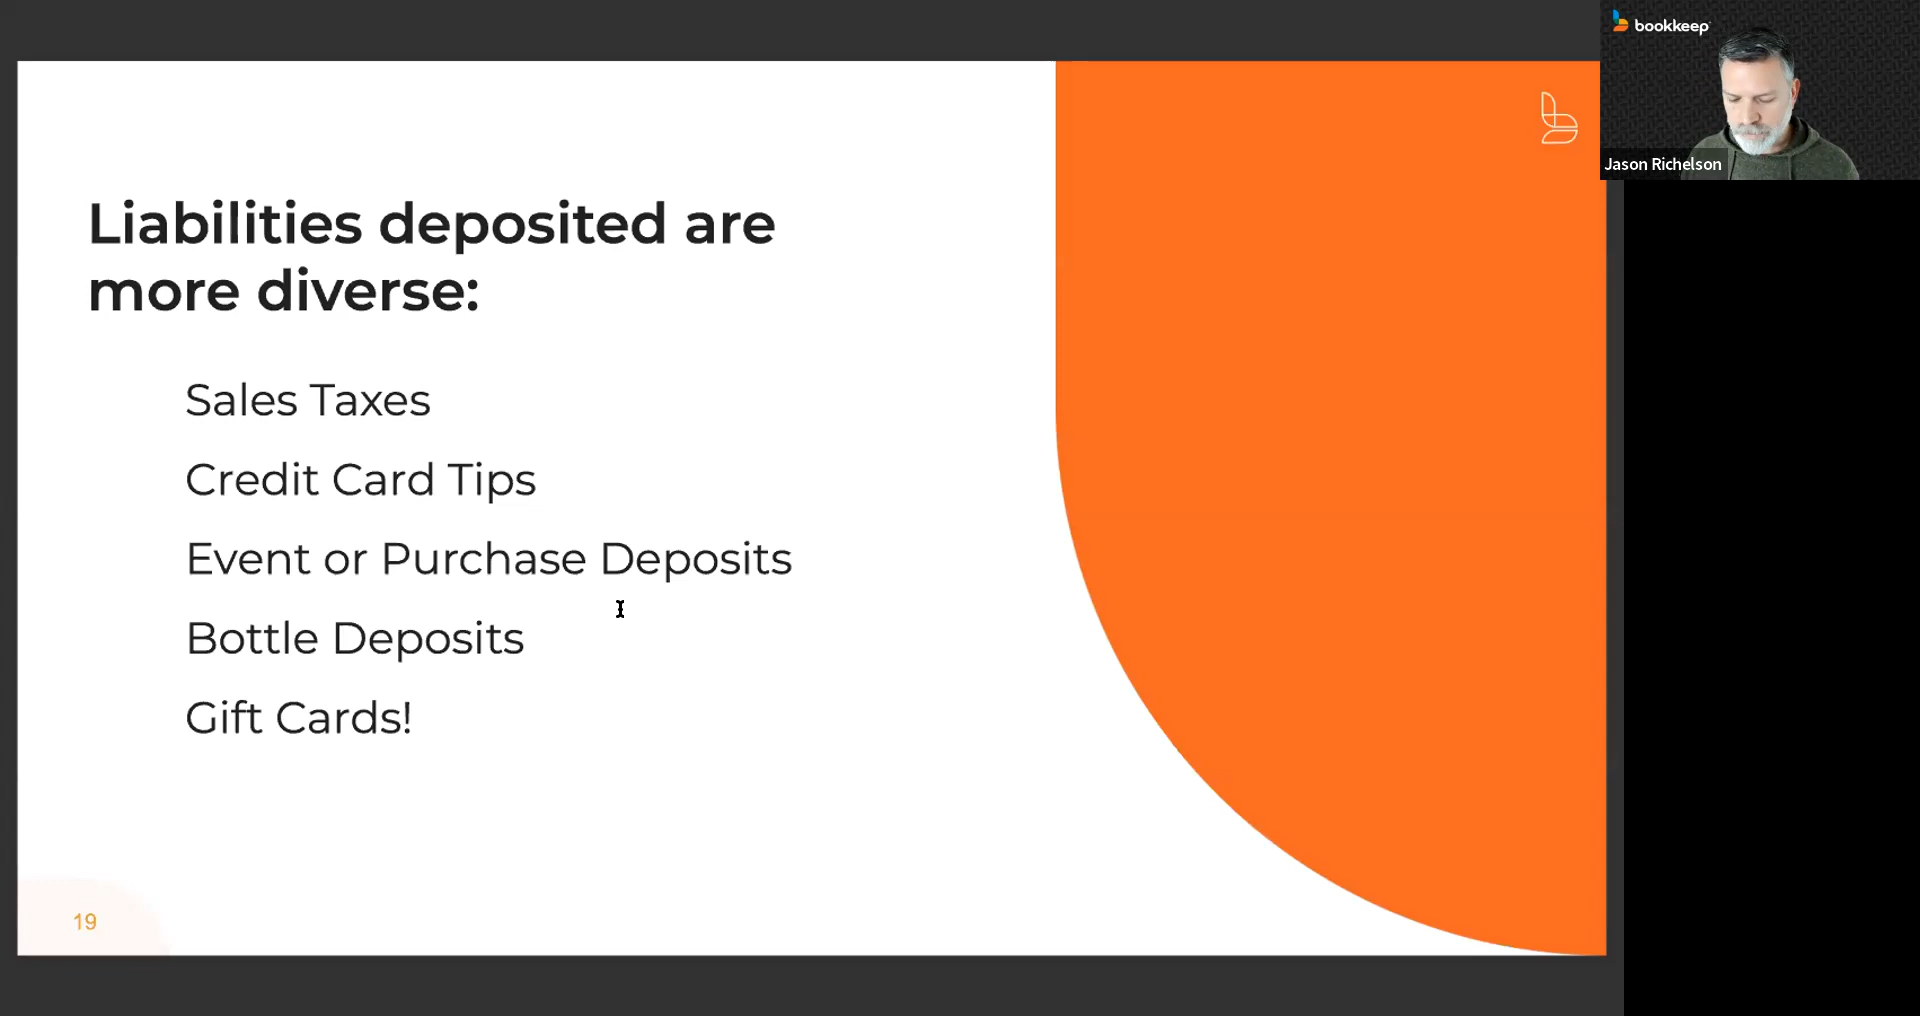 bookkeep
Jason Richelson
Liabilities deposited are
more diverse:
Sales Taxes
Credit Card Tips
Event or Purchase Deposits
Bottle Deposits
Gift Cards!
19